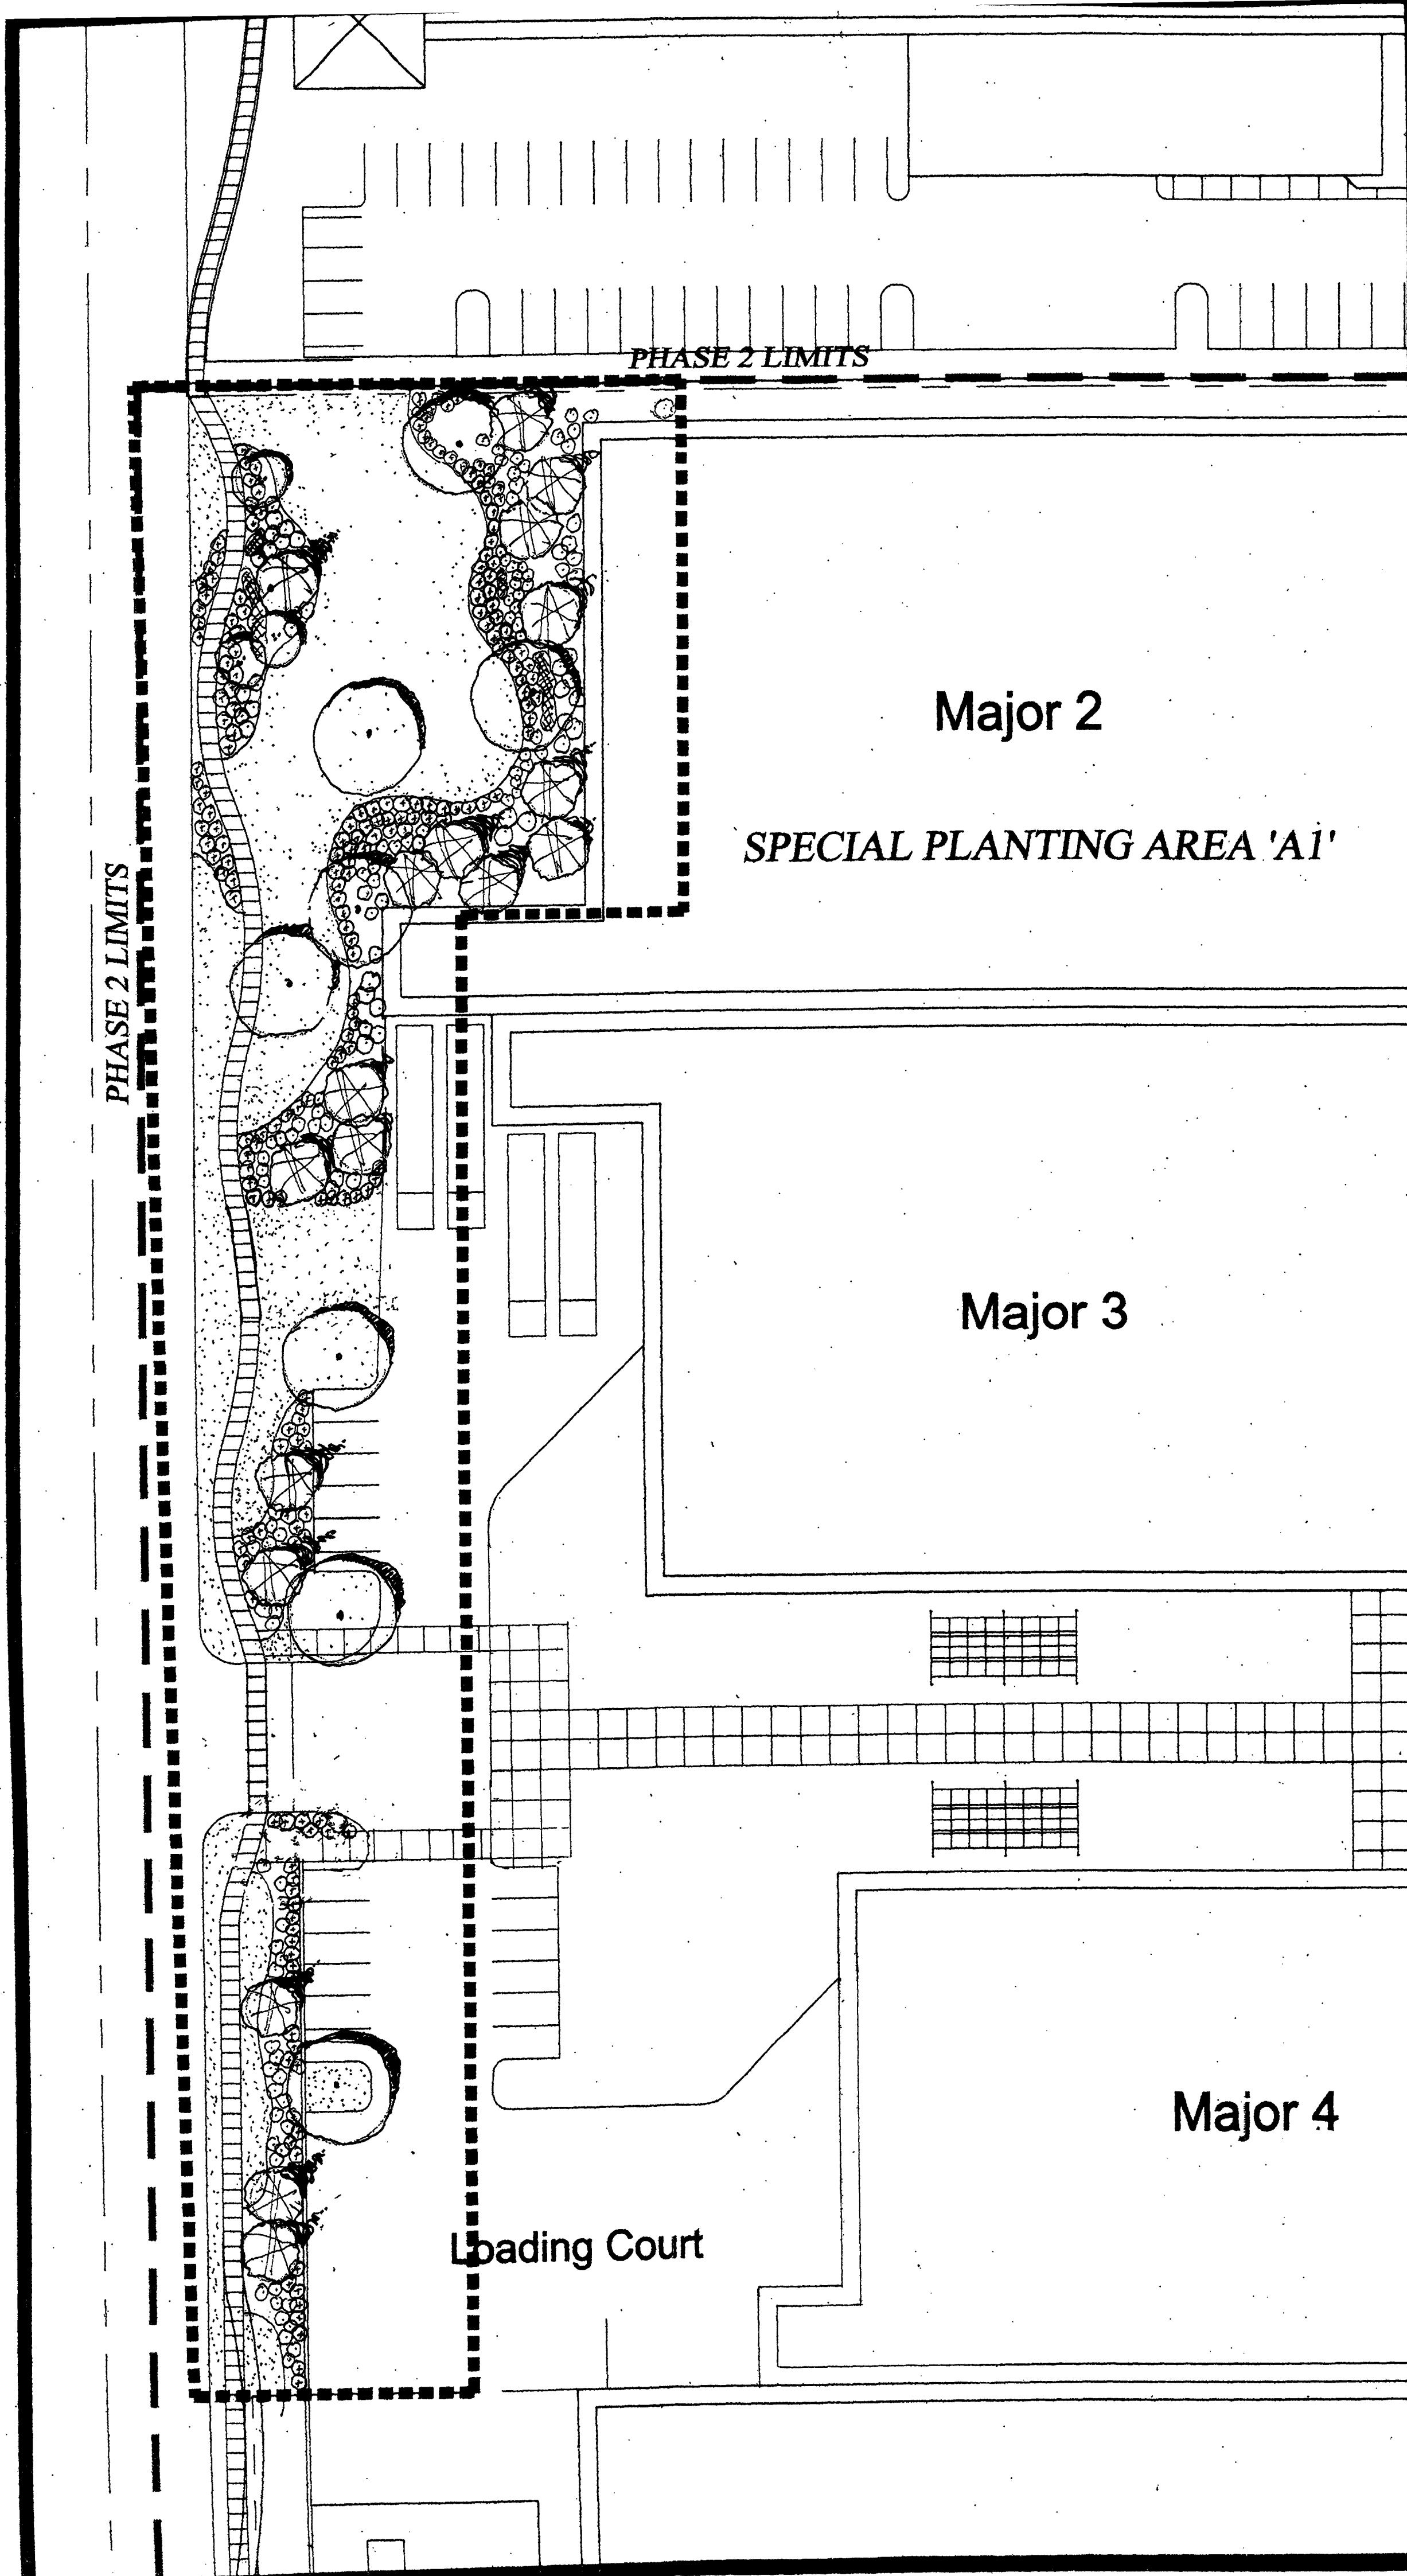 PHASE 2 LIMITS
Major 2
SPECIAL PLANTING AREA 'A1'
PHASE 2 LIMITS
Major 3
Major 4
Loading Court